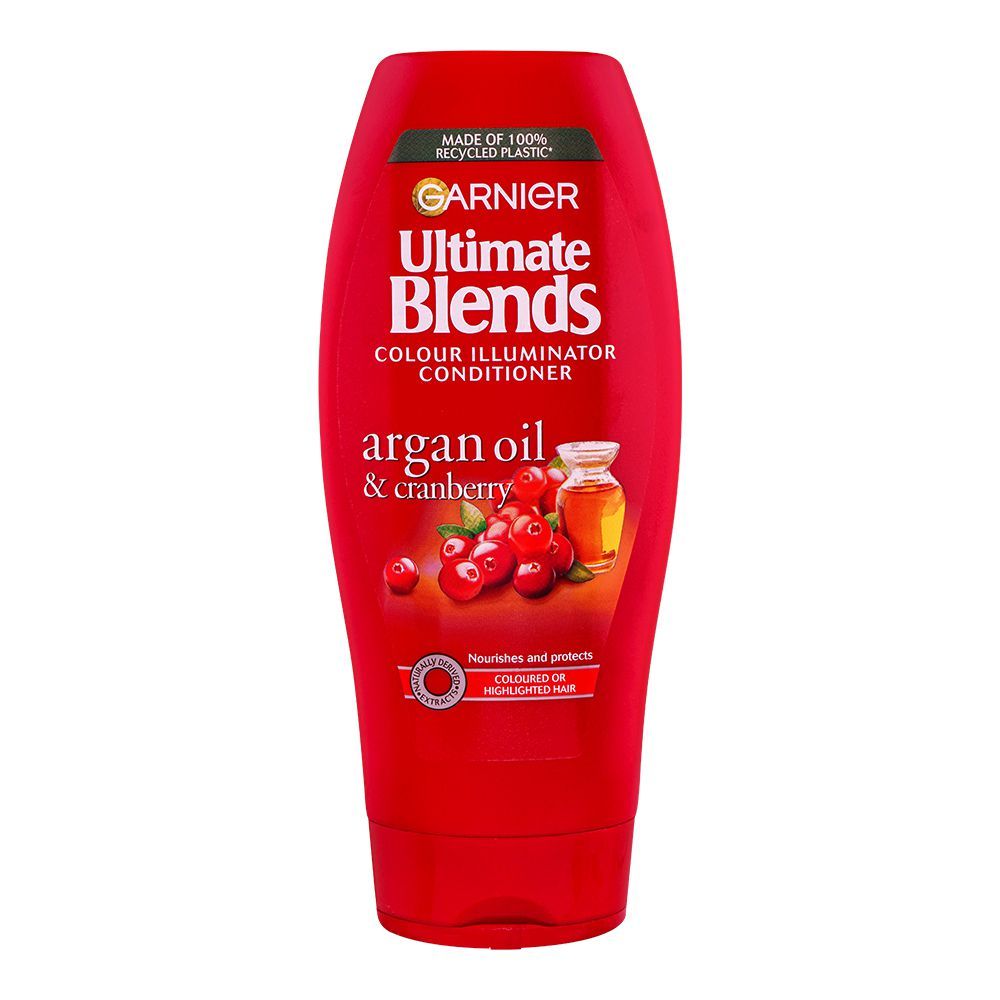 MADE OF 100%
RECYCLED PLASTIC*
GARNIER
Ultimate
Blends
COLOUR ILLUMINATOR
CONDITIONER
argan oil
& cranberry
Nourishes and protects
COLOURED OR
HIGHLIGHTED HAIR
NATURALLY DERIVED
EXTRACTS